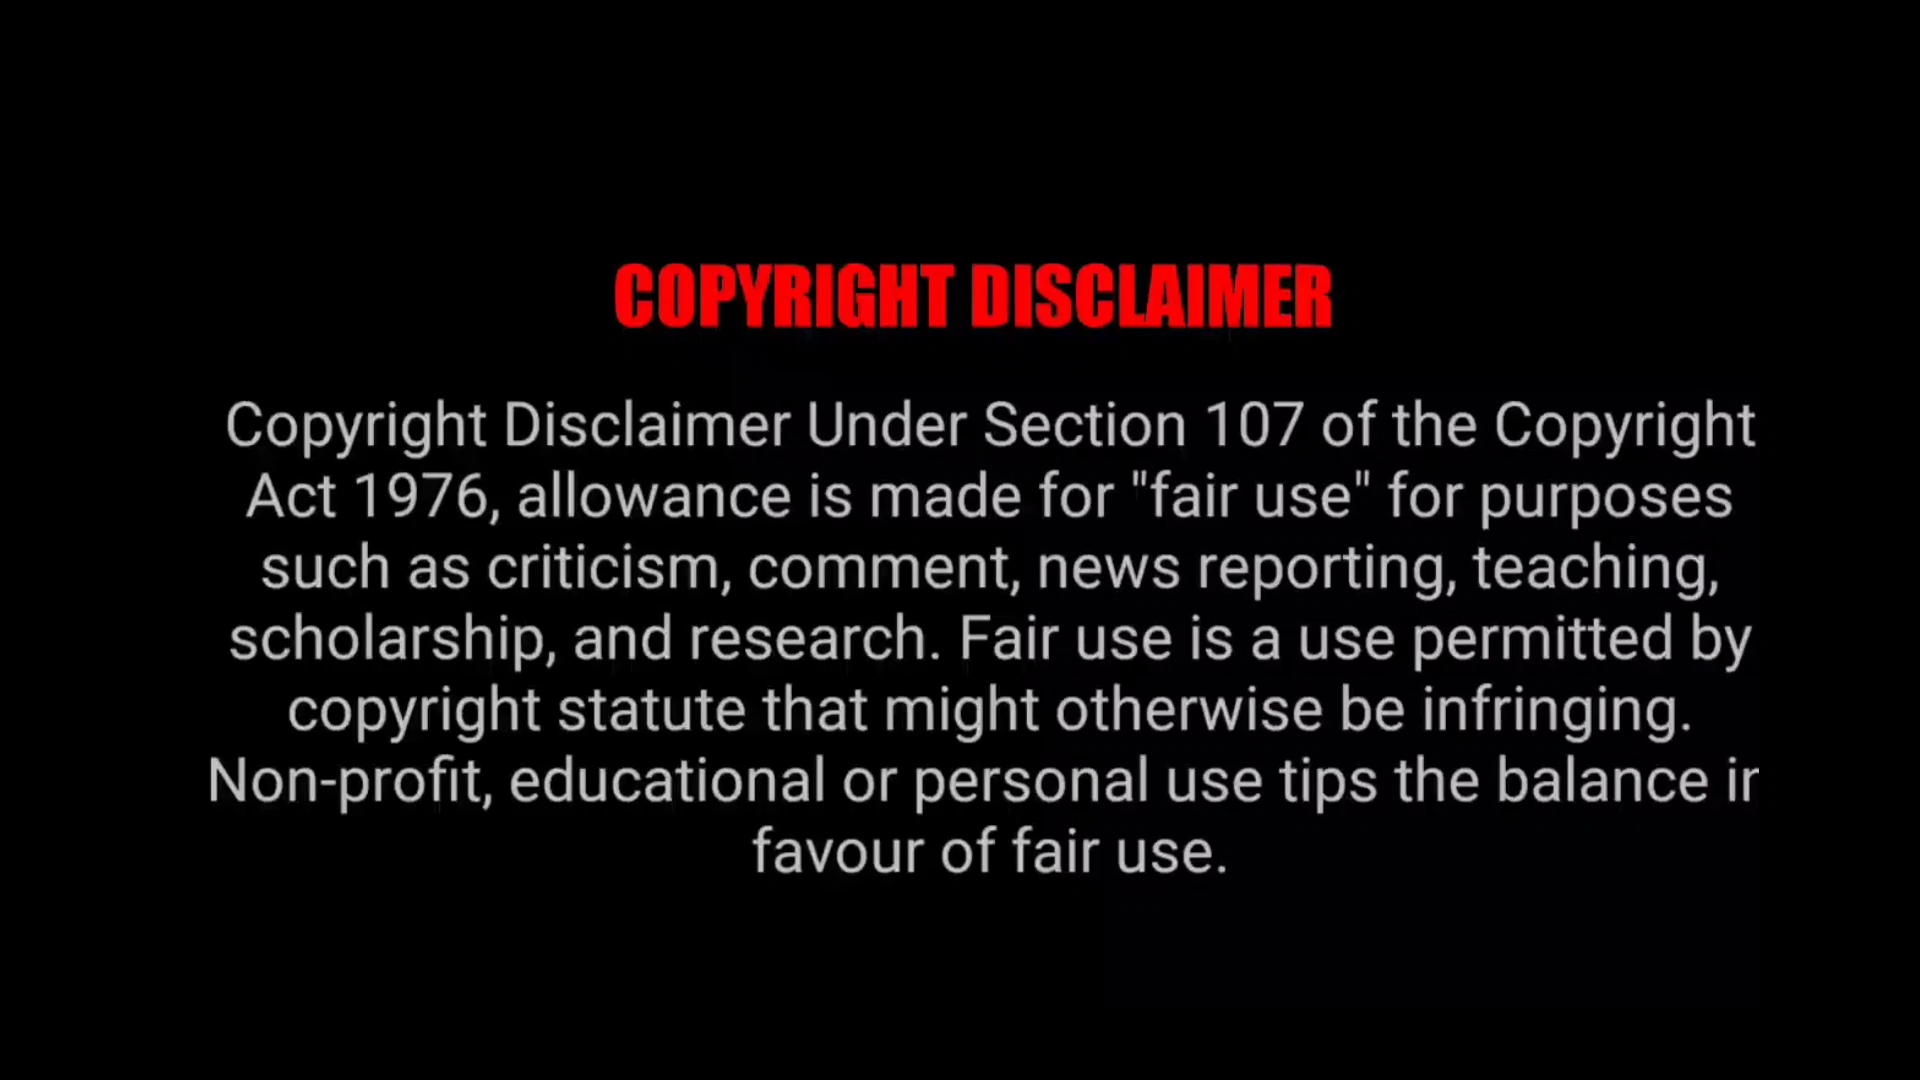 COPYRIGHT DISCLAIMER
Copyright Disclaimer Under Section 107 of the Copyright
Act 1976, allowance is made for "fair use" for purposes
such as criticism, comment, news reporting, teaching,
scholarship, and research. Fair use is a use permitted by
copyright statute that might otherwise be infringing.
Non-profit, educational or personal use tips the balance in
favour of fair use.